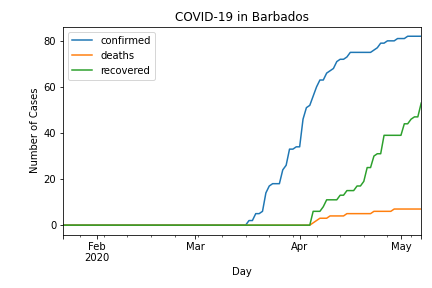 COVID-19 in Barbados
confirmed
deaths
recovered
Number of Cases
80
60
40
20
0
Feb
2020
Mar
Apr
May
Day